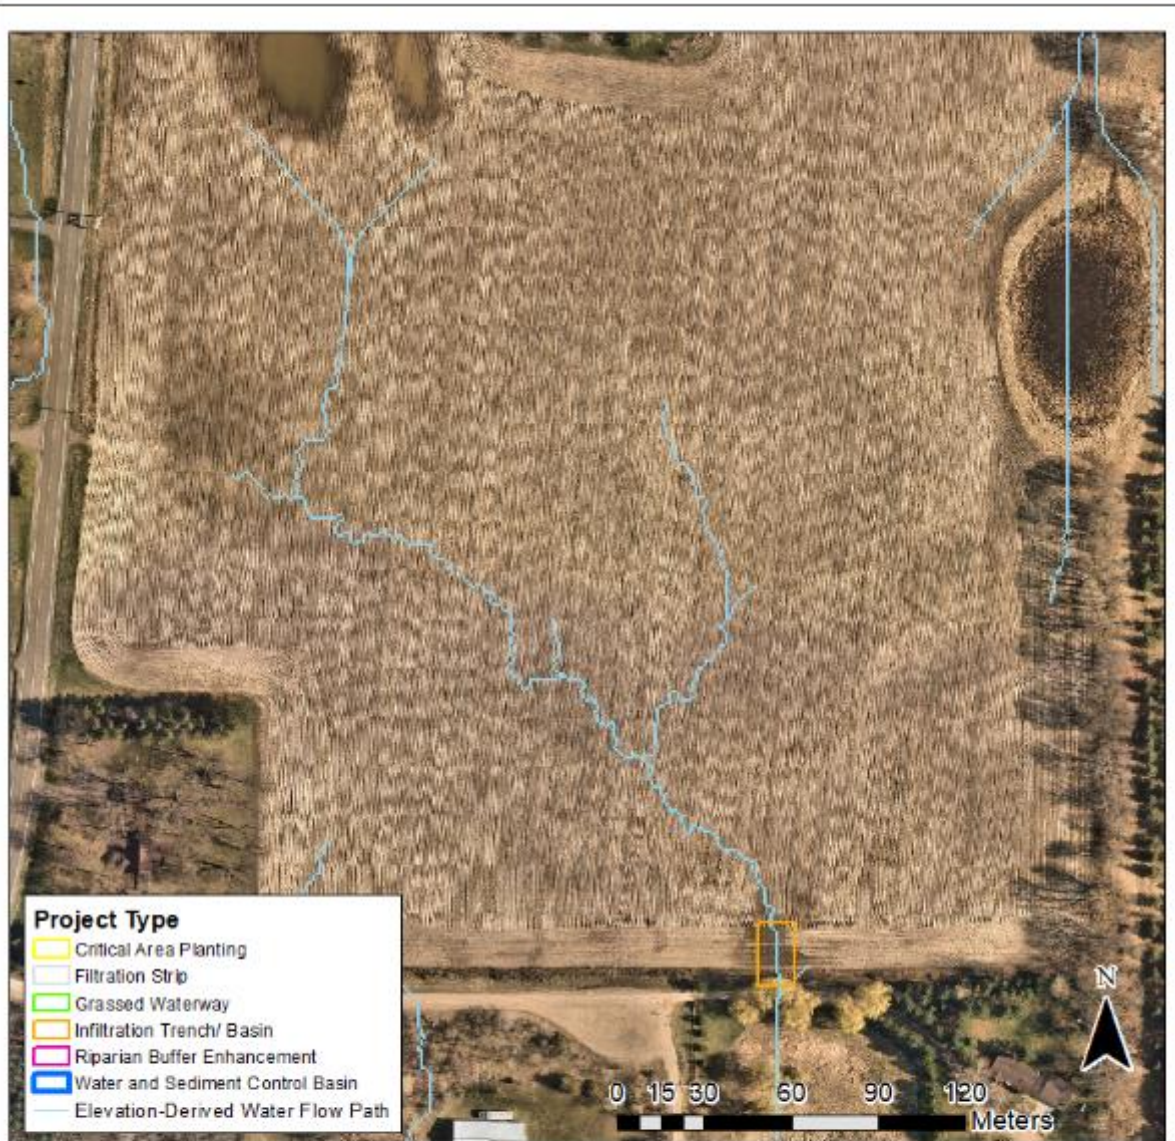 Project Type
Critical Area Planting
Filtration Strip
Grassed Waterway
Infiltration Trench/ Basin
Riparian Buffer Enhancement
Water and Sediment Control Basin
Elevation-Derived Water Flow Path
N
0 15 30 60 90 120
Meters